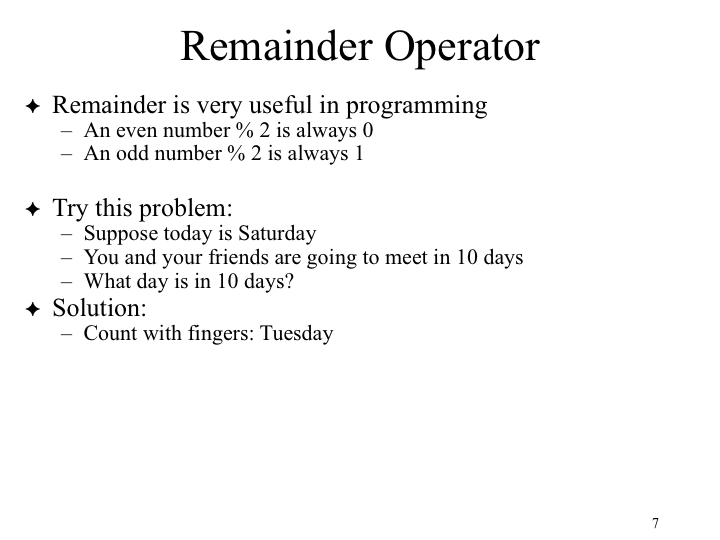 Remainder Operator
✦ Remainder is very useful in programming
– An even number % 2 is always 0
– An odd number % 2 is always 1
✦ Try this problem:
– Suppose today is Saturday
– You and your friends are going to meet in 10 days
– What day is in 10 days?
✦ Solution:
– Count with fingers: Tuesday
7